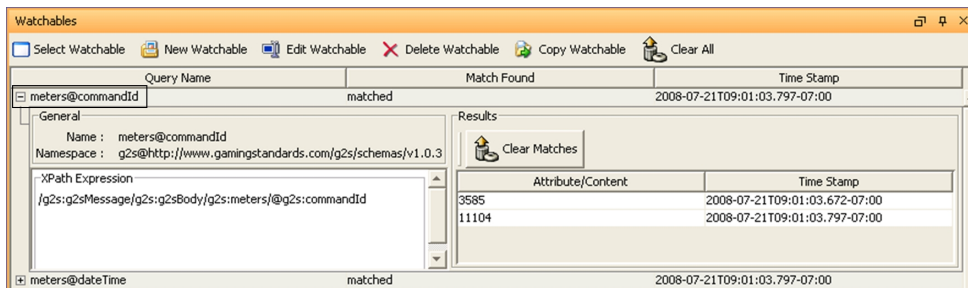 Watchables
Select Watchable New Watchable Edit Watchable Delete Watchable Copy Watchable Clear All
Query Name Match Found Time Stamp
meters@commandId matched 2008-07-21T09:01:03.797-07:00
General
Name : meters@commandId
Namespace : g2s@http://www.gamingstandards.com/g2s/schemas/v1.0.3
XPath Expression
/g2s:g2sMessage/g2s:g2sBody/g2s:meters/@g2s:commandId
Results
Clear Matches
Attribute/Content Time Stamp
3585 2008-07-21T09:01:03.672-07:00
11104 2008-07-21T09:01:03.797-07:00
meters@dateTime matched 2008-07-21T09:01:03.797-07:00